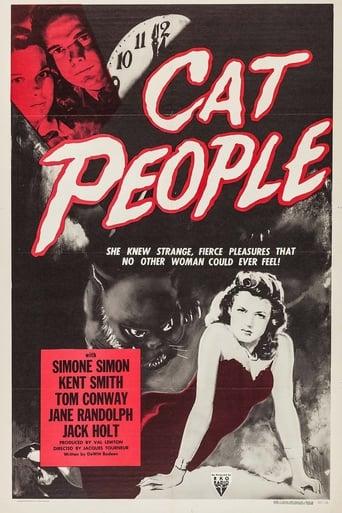 10 11 12
CAT
PEOPLE
SHE KNEW STRANGE, FIERCE PLEASURES THAT
NO OTHER WOMAN COULD EVER FEEL!
with
SIMONE SIMON
KENT SMITH
TOM CONWAY
JANE RANDOLPH
JACK HOLT
PRODUCED BY VAL LEWTON
DIRECTED BY JACQUES TOURNEUR
Written by DeWitt Bodeen
RKO
RADIO